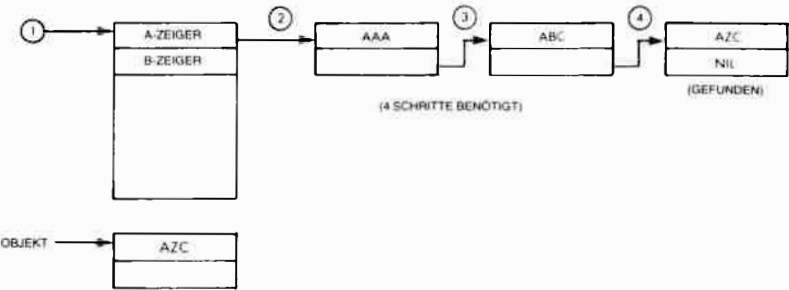 1
A-ZEIGER
B-ZEIGER
2
AAA
3
ABC
4
AZC
NIL
(GEFUNDEN)
(4 SCHRITTE BENÖTIGT)
OBJEKT
AZC